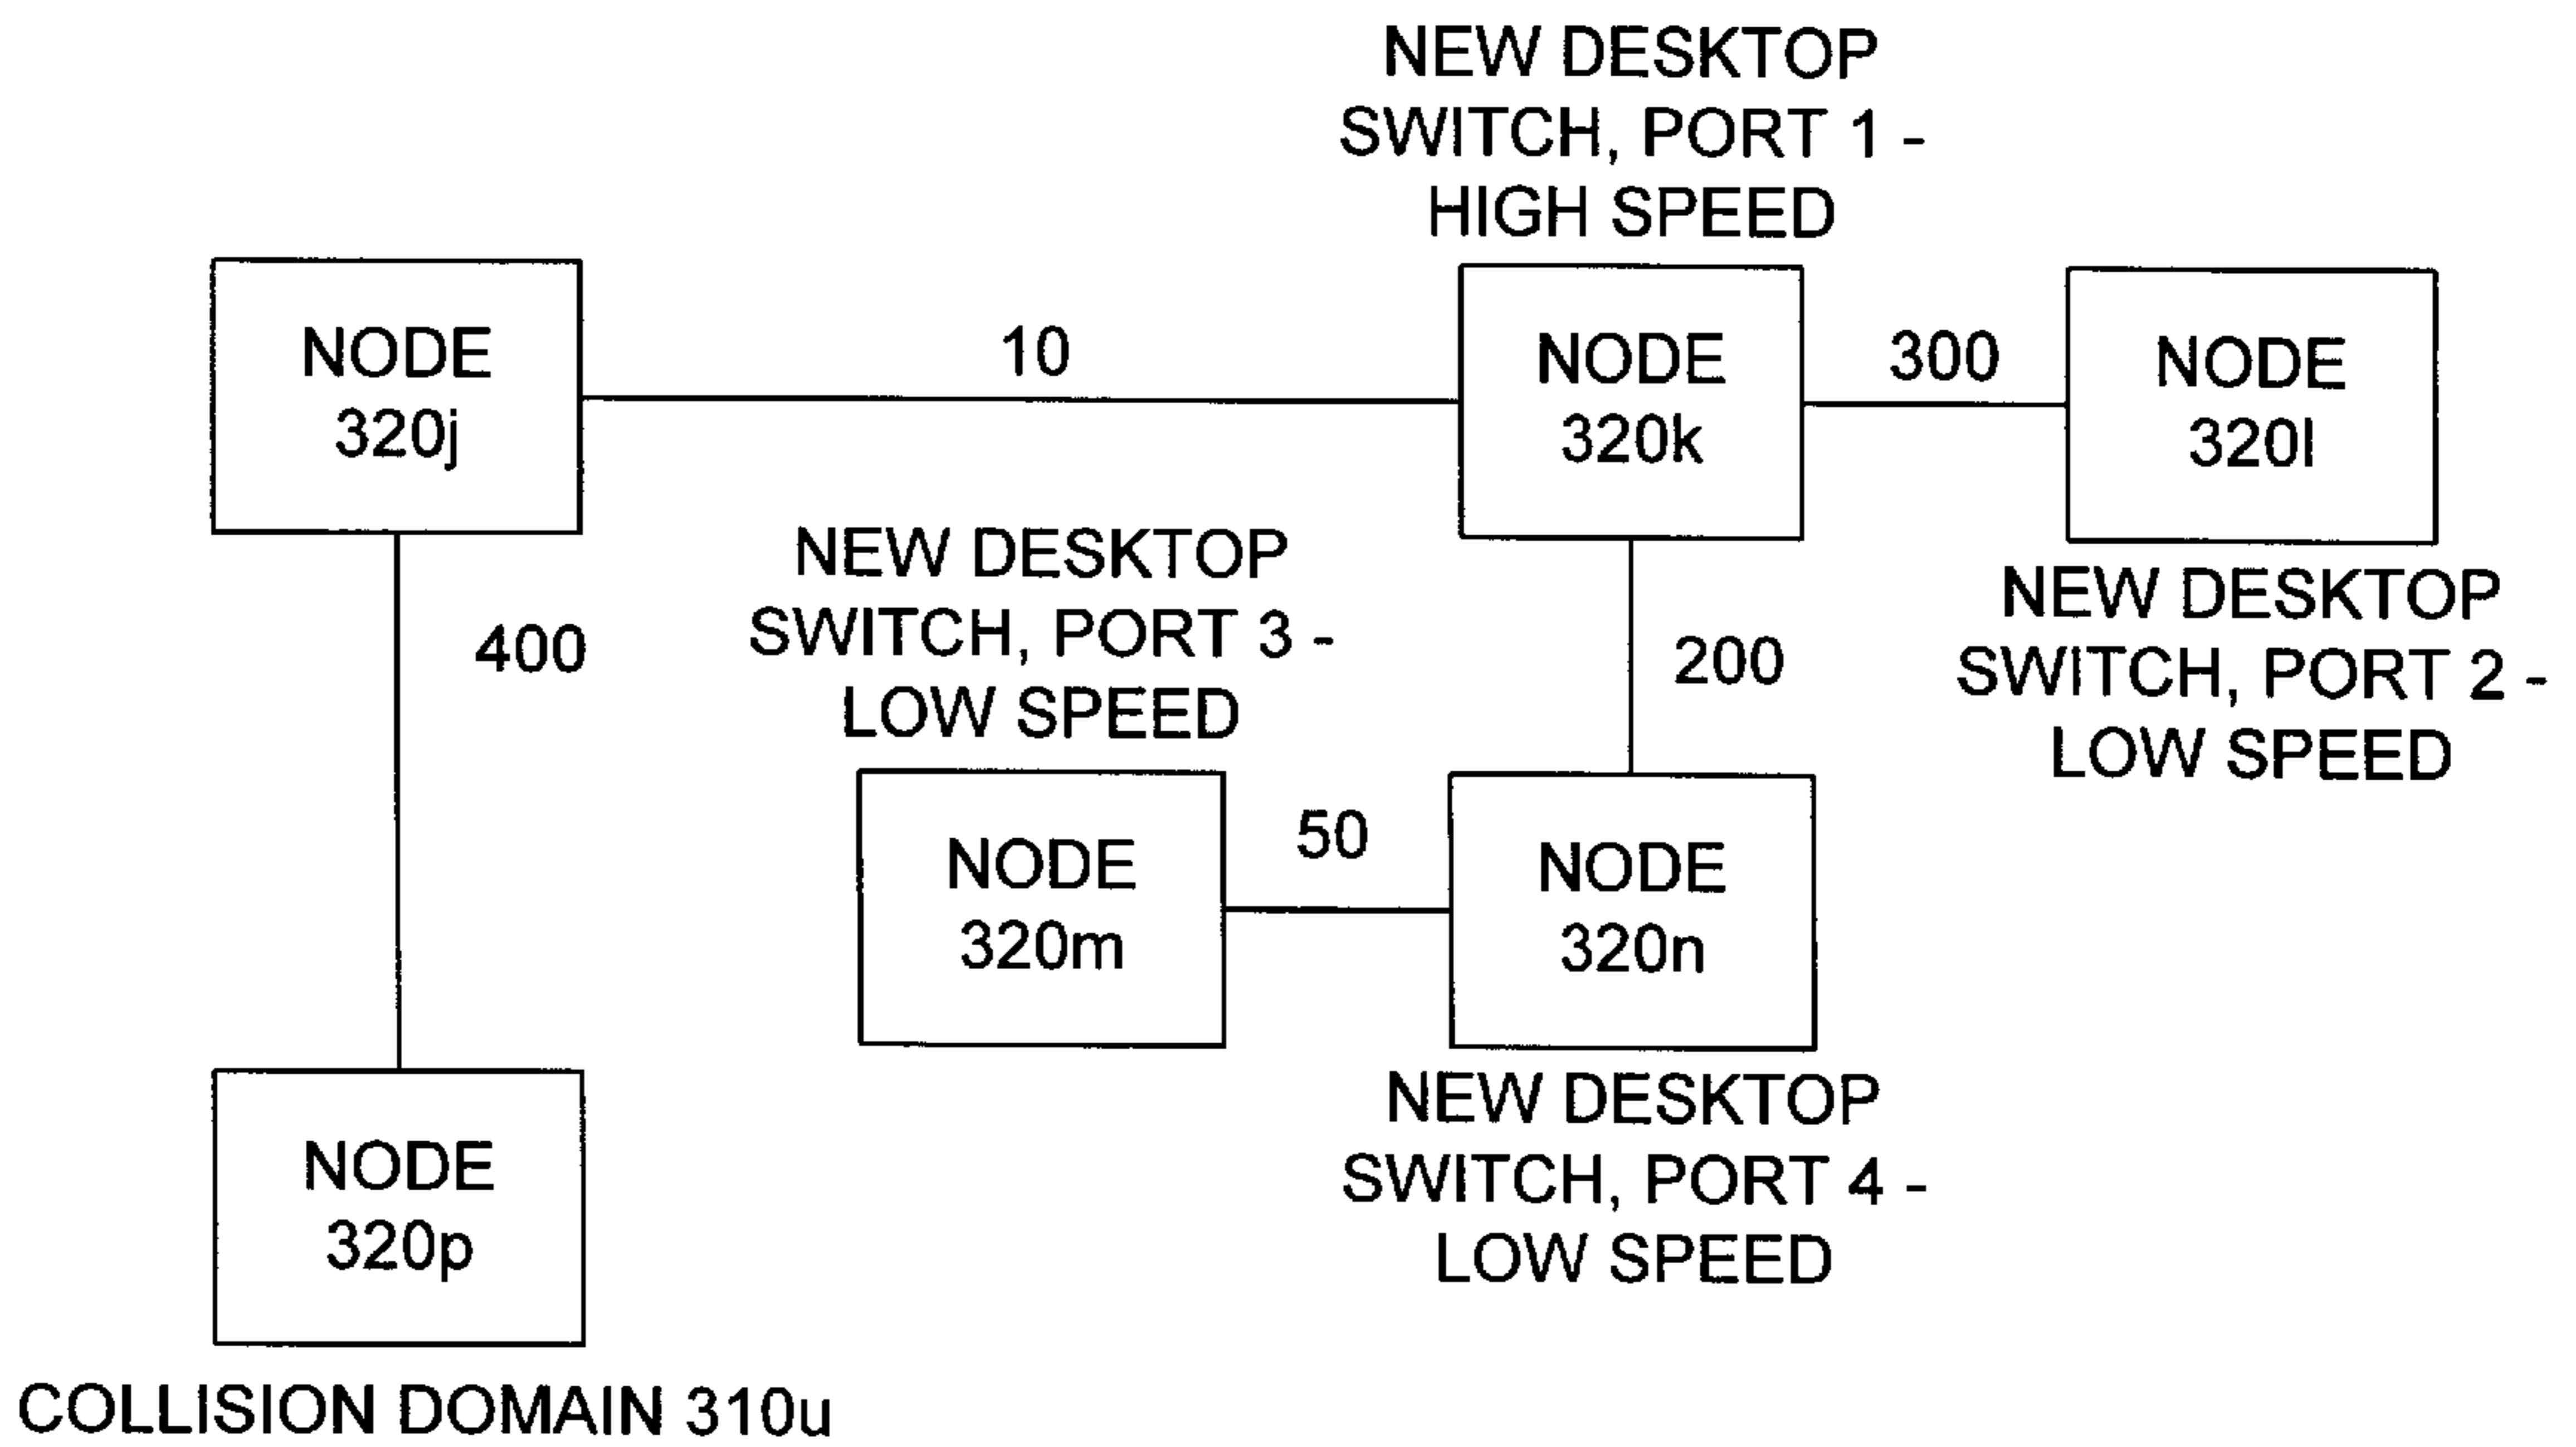 NEW DESKTOP
SWITCH, PORT 1 -
HIGH SPEED
NODE
320j
10
NODE
320k
300
NODE
320l
400
NEW DESKTOP
SWITCH, PORT 3 -
LOW SPEED
200
NEW DESKTOP
SWITCH, PORT 2 -
LOW SPEED
NODE
320m
50
NODE
320n
NEW DESKTOP
SWITCH, PORT 4 -
LOW SPEED
NODE
320p
COLLISION DOMAIN 310u